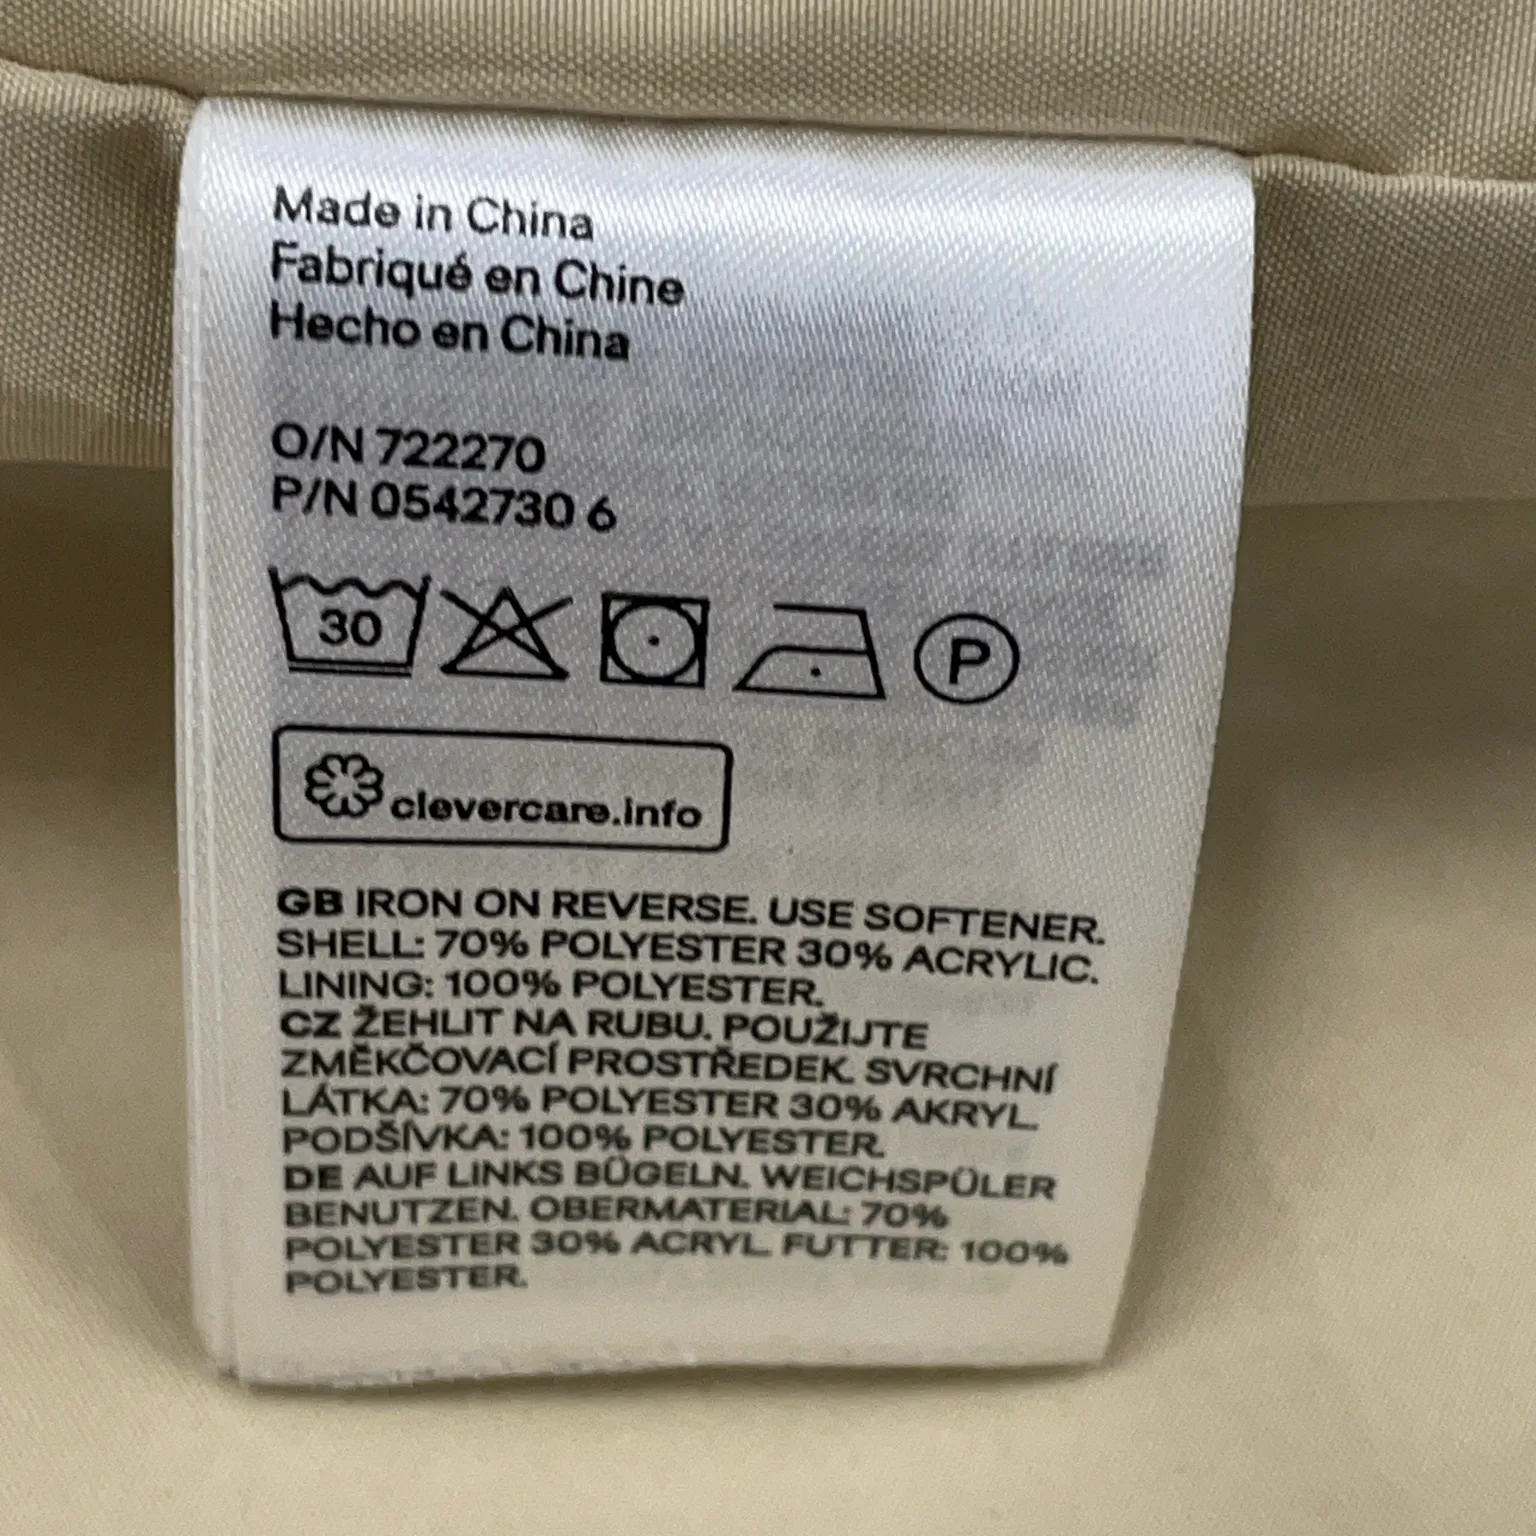 Made in China
Fabriqué en Chine
Hecho en China
O/N 722270
P/N 0542730 6
30
P
clevercare.info
GB IRON ON REVERSE. USE SOFTENER.
SHELL: 70% POLYESTER 30% ACRYLIC.
LINING: 100% POLYESTER.
CZ ŽEHLIT NA RUBU. POUŽIJTE
ZMĚKČOVACÍ PROSTŘEDEK. SVRCHNÍ
LÁTKA: 70% POLYESTER 30% AKRYL.
PODŠÍVKA: 100% POLYESTER.
DE AUF LINKS BÜGELN. WEICHSPÜLER
BENUTZEN. OBERMATERIAL: 70%
POLYESTER 30% ACRYL. FUTTER: 100%
POLYESTER.